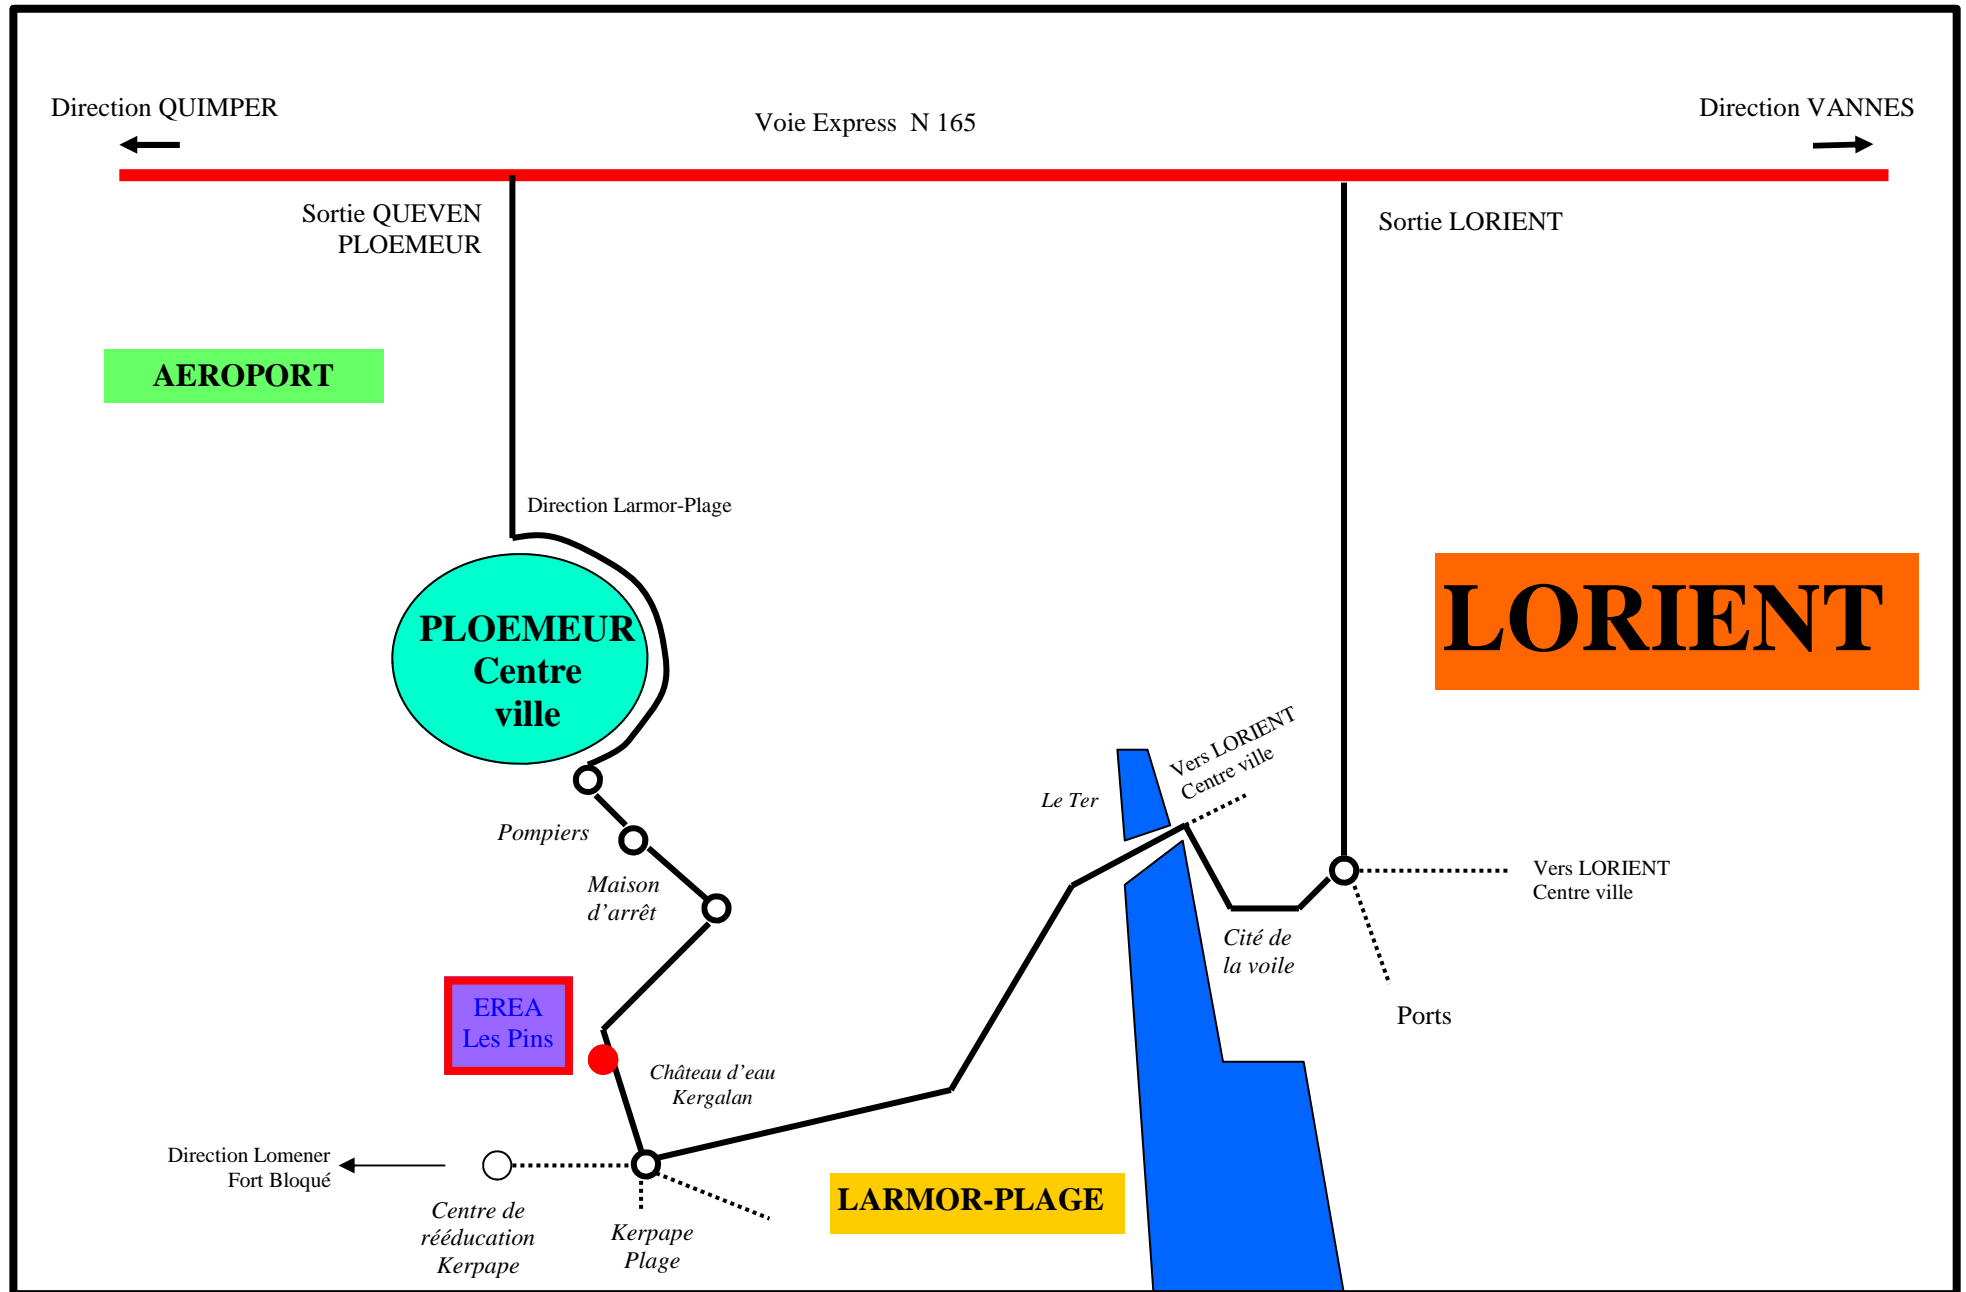 Direction QUIMPER
Voie Express N 165
Direction VANNES
Sortie QUEVEN
PLOEMEUR
Sortie LORIENT
AEROPORT
Direction Larmor-Plage
PLOEMEUR
Centre
ville
LORIENT
Vers LORIENT
Centre ville
Le Ter
Pompiers
Maison
d’arrêt
Vers LORIENT
Centre ville
Cité de
la voile
Ports
EREA
Les Pins
Château d’eau
Kergalan
Direction Lomener
Fort Bloqué
LARMOR-PLAGE
Centre de
rééducation
Kerpape
Kerpape
Plage